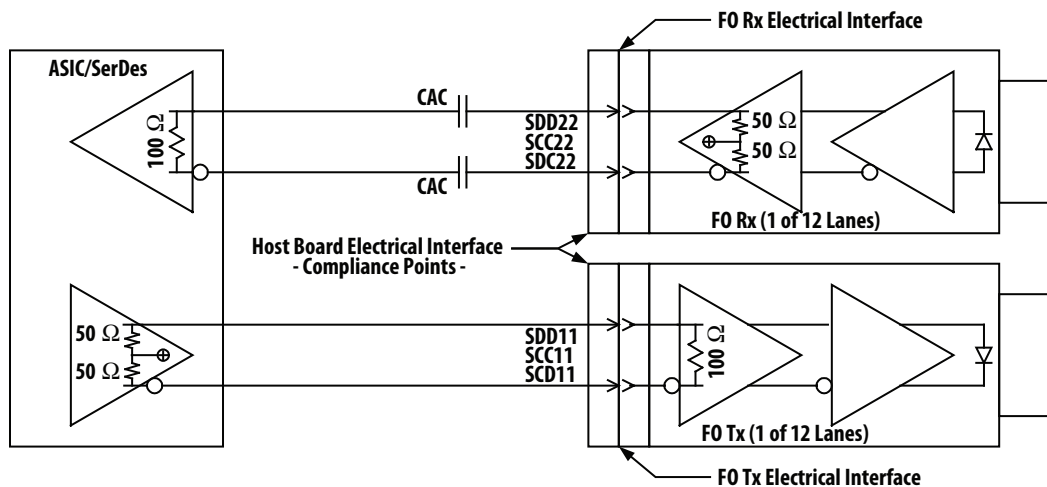 FO Rx Electrical Interface
ASIC/SerDes
100 Ω
CAC
CAC
SDD22
SCC22
SDC22
50 Ω
50 Ω
FO Rx (1 of 12 Lanes)
Host Board Electrical Interface
- Compliance Points -
50 Ω
50 Ω
SDD11
SCC11
SCD11
100 Ω
FO Tx (1 of 12 Lanes)
FO Tx Electrical Interface